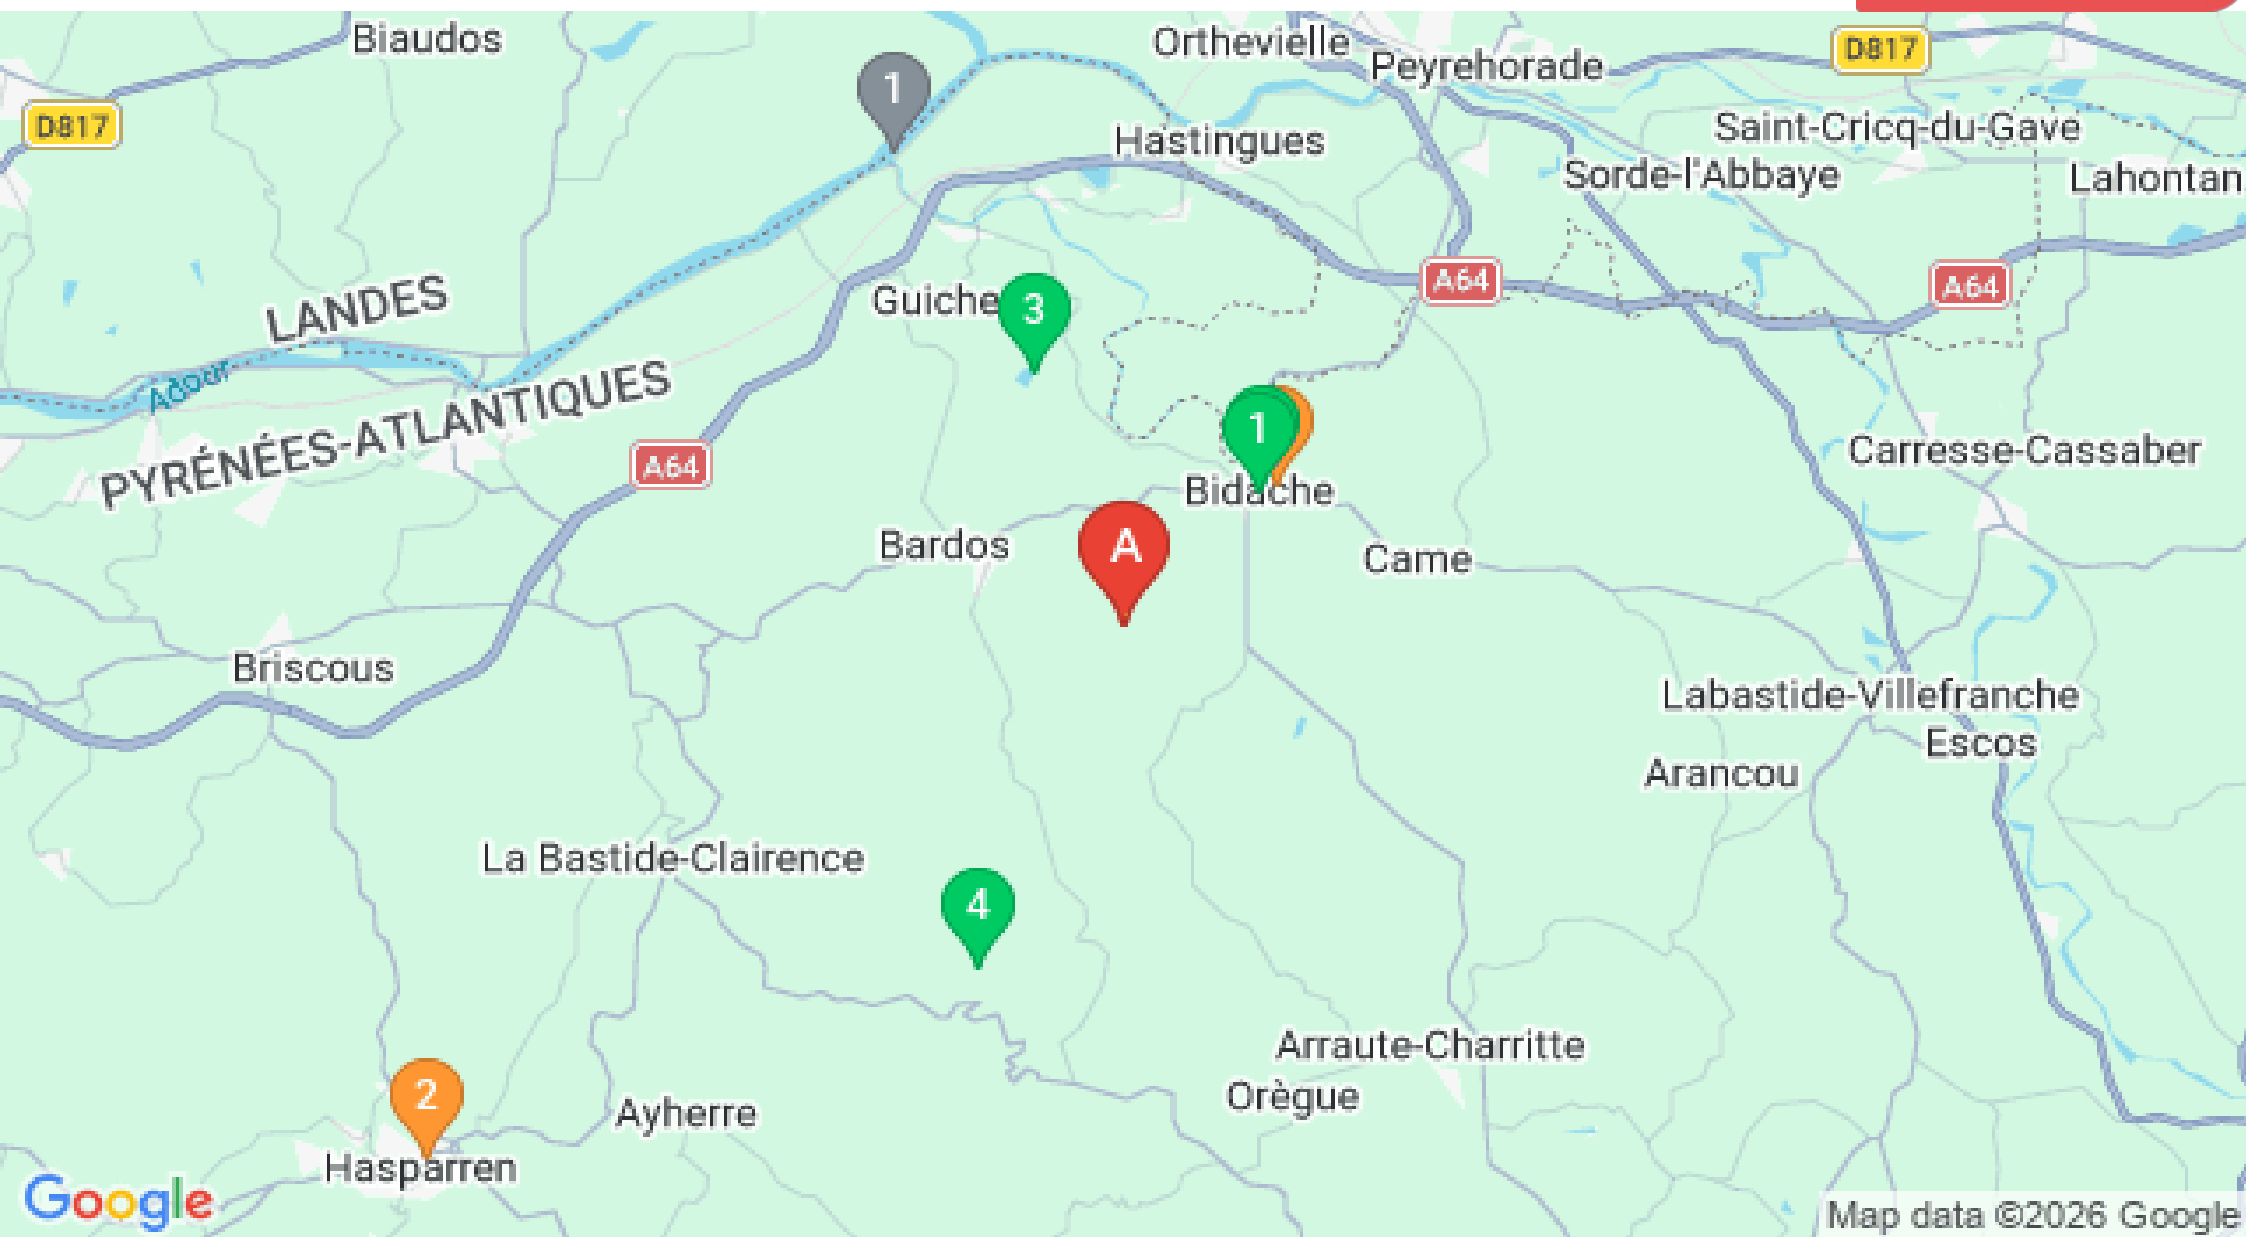 Biaudos
Orthevielle
Peyrehorade
D817
1
D817
Hastingues
Saint-Cricq-du-Gave
Sorde-l'Abbaye
Lahontan
LANDES
Guiche
3
A64
A64
Adour
PYRÉNÉES-ATLANTIQUES
1
A64
Carresse-Cassaber
Bidache
Bardos
A
Came
Briscous
Labastide-Villefranche
Escos
Arancou
La Bastide-Clairence
4
Arraute-Charritte
2
Orègue
Ayherre
Hasparren
Google
Map data ©2026 Google